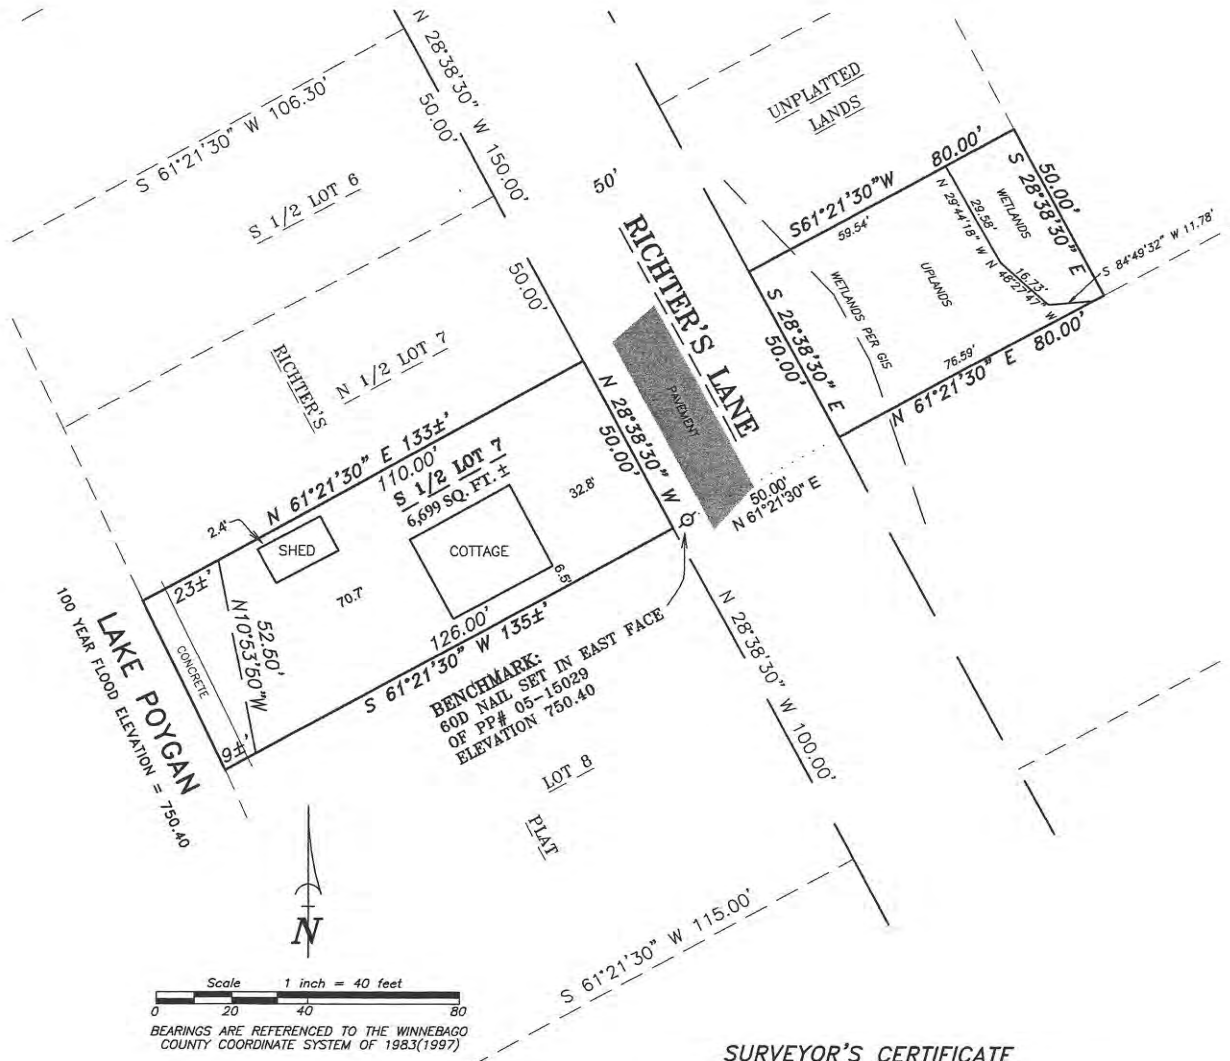 N 28°38'30" W 150.00'
50.00'
S 61°21'30" W 106.30'
S 1/2 LOT 6
UNPLATTED
LANDS
50'
RICHTER'S LANE
PAVEMENT
50.00'
N 61°21'30" E
S61°21'30"W
80.00'
59.54'
S 28°38'30" E
50.00'
WETLANDS
N 29°44'18" W
29.58'
N 48°27'47" W
16.73'
S 84°49'32" W 11.78'
UPLANDS
WETLANDS PER GIS
S 28°38'30" E
50.00'
76.59'
N 61°21'30" E
80.00'
50.00'
RICHTER'S
N 1/2 LOT 7
N 61°21'30" E 133±'
110.00'
S 1/2 LOT 7
6,699 SQ. FT. ±
N 28°38'30" W
50.00'
32.8'
2.4'
SHED
COTTAGE
6.5'
70.7'
23±'
N10°53'50"W
52.50'
CONCRETE
9±'
126.00'
S 61°21'30" W 135±'
LAKE POYGAN
100 YEAR FLOOD ELEVATION = 750.40
BENCHMARK:
60D NAIL SET IN EAST FACE
OF PP# 05-15029
ELEVATION 750.40
N 28°38'30" W 100.00'
LOT 8
PLAT
S 61°21'30" W 115.00'
N
Scale 1 inch = 40 feet
0 20 40 80
BEARINGS ARE REFERENCED TO THE WINNEBAGO
COUNTY COORDINATE SYSTEM OF 1983(1997)
SURVEYOR'S CERTIFICATE